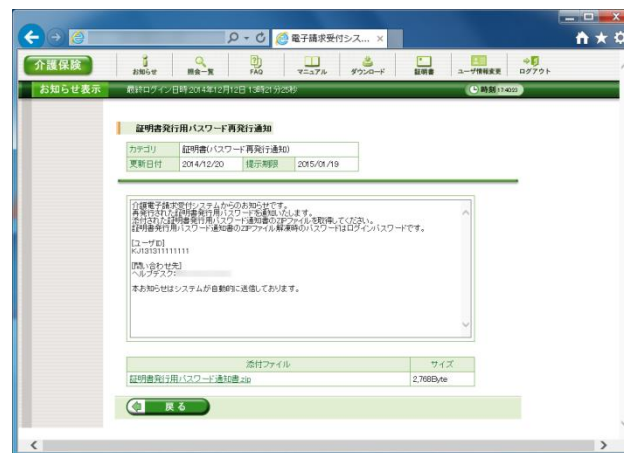 電子請求受付シス... ×
介護保険
お知らせ 照会一覧 FAQ マニュアル ダウンロード 証明書 ユーザ情報変更 ログアウト
お知らせ表示 最終ログイン日時:2014年12月12日 13時21分25秒 時刻
証明書発行用パスワード再発行通知
カテゴリ 証明書(パスワード再発行通知)
更新日付 2014/12/20 提示期限 2015/01/19
介護電子請求受付システムからのお知らせです。
再発行された証明書発行用パスワードを通知いたします。
添付された証明書発行用パスワード通知書のZIPファイルを取得してください。
証明書発行用パスワード通知書のZIPファイル解凍時のパスワードはログインパスワードです。
[ユーザID]
KJ131311111111
[問い合わせ先]
ヘルプデスク:
本お知らせはシステムが自動的に送信しております。
添付ファイル サイズ
証明書発行用パスワード通知書.zip 2,768Byte
戻る